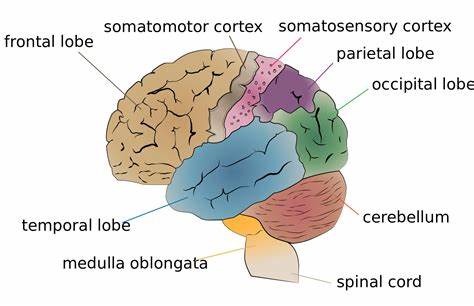 somatomotor cortex
somatosensory cortex
frontal lobe
parietal lobe
occipital lobe
temporal lobe
cerebellum
medulla oblongata
spinal cord